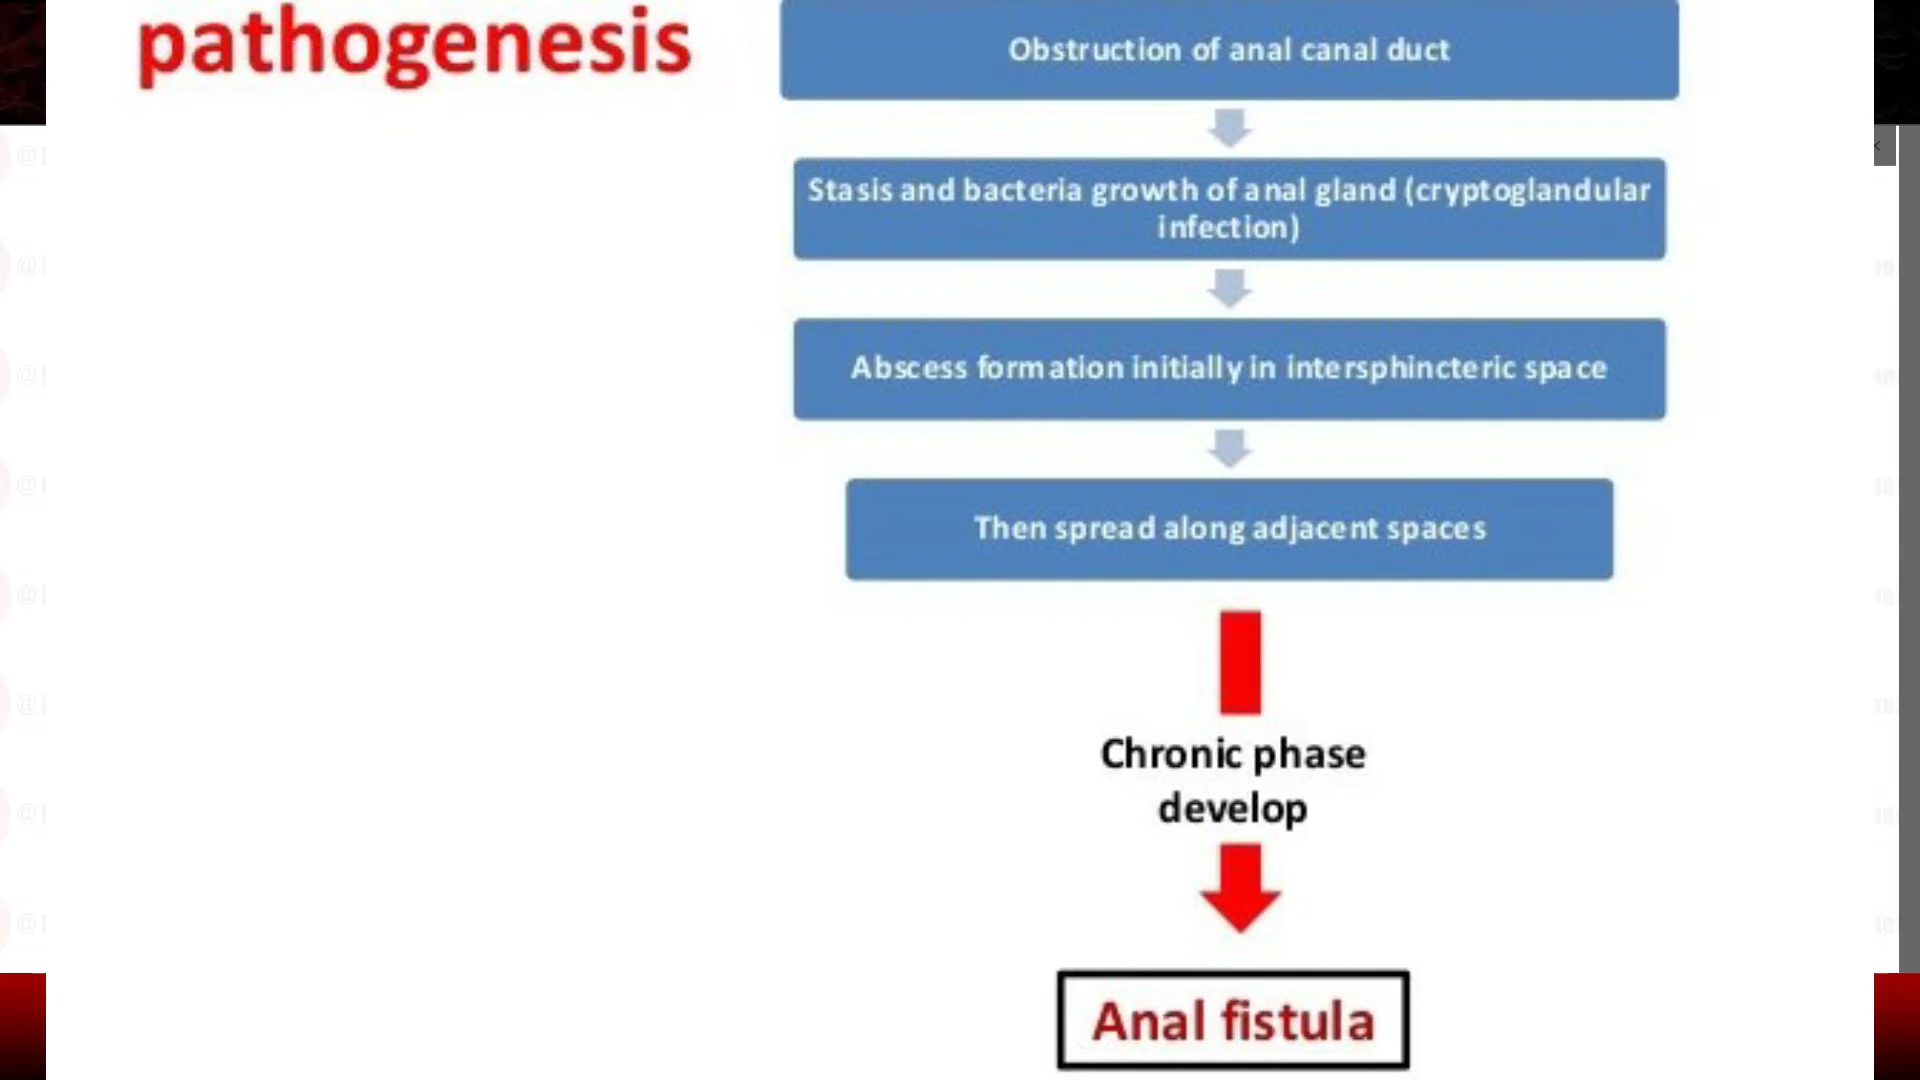 pathogenesis
Obstruction of anal canal duct
Stasis and bacteria growth of anal gland (cryptoglandular
infection)
Abscess formation initially in intersphincteric space
Then spread along adjacent spaces
Chronic phase
develop
Anal fistula